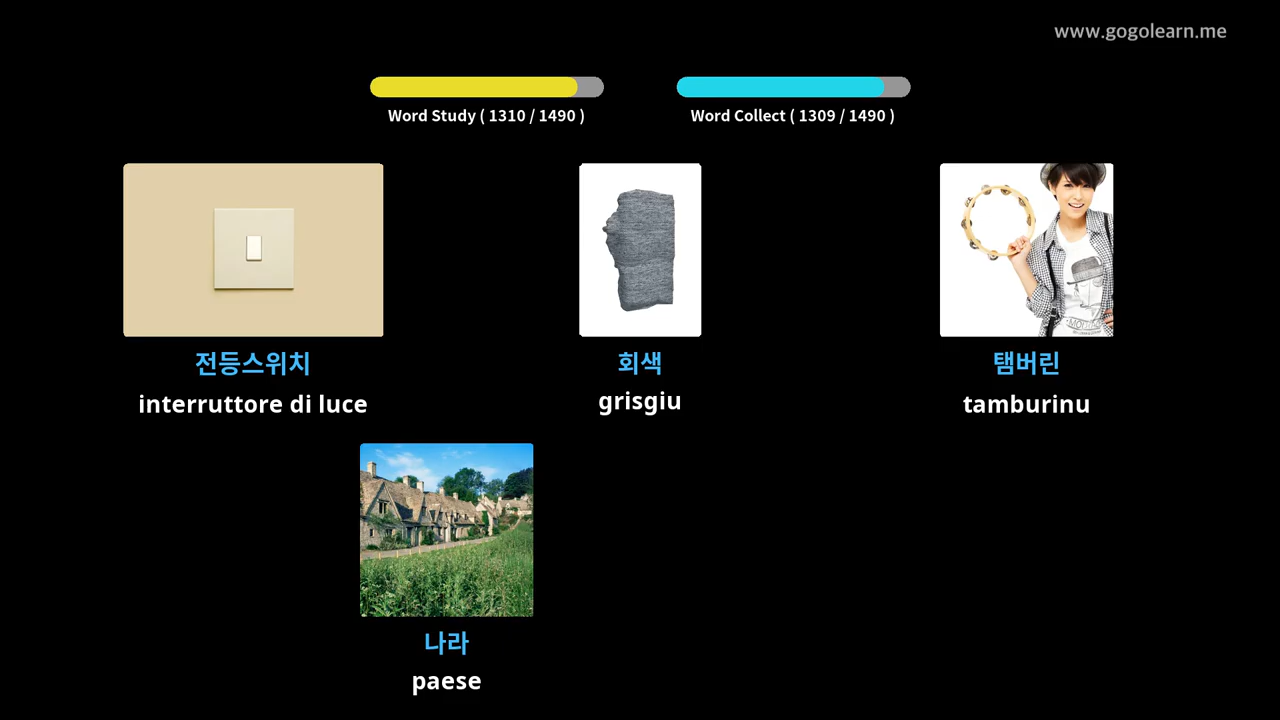 www.gogolearn.me
Word Study ( 1310 / 1490 )
Word Collect ( 1309 / 1490 )
전등스위치
interruttore di luce
회색
grisgiu
탬버린
tamburinu
나라
paese